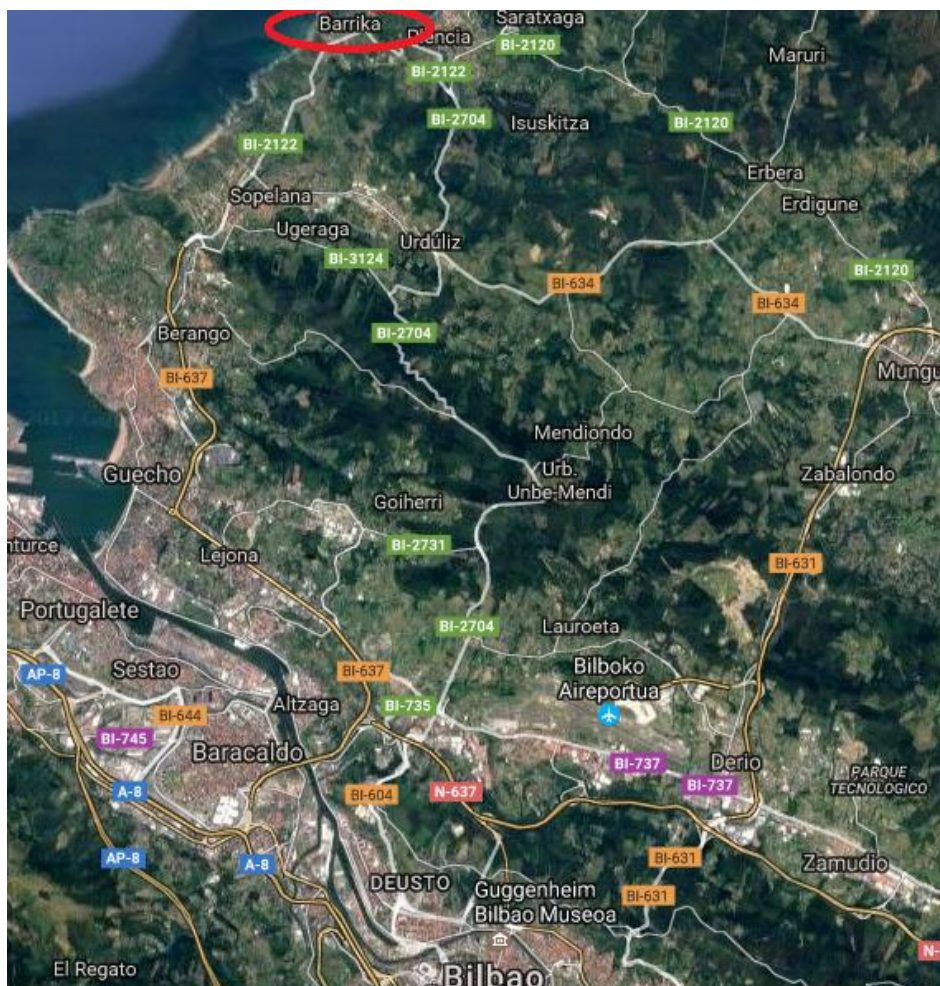 Barrika
Saratxaga
Plencia
BI-2120
Maruri
BI-2122
BI-2704
Isuskitza
BI-2120
BI-2122
Erbera
Sopelana
Erdigune
Ugeraga
Urdúliz
BI-3124
BI-2120
BI-634
BI-634
Berango
BI-2704
Mungu
BI-637
Mendiondo
Guecho
Urb.
Unbe-Mendi
Zabalondo
Goiherri
nturce
Lejona
BI-2731
BI-631
Portugalete
BI-2704
Lauroeta
Sestao
AP-8
BI-637
Bilboko
Aireportua
Altzaga
BI-644
BI-735
BI-745
Baracaldo
BI-737
Derio
BI-737
PARQUE
TECNOLOGICO
A-8
BI-604
N-637
AP-8
A-8
BI-631
Zamudio
DEUSTO
Guggenheim
Bilbao Museoa
BI-631
N-
El Regato
Bilbao